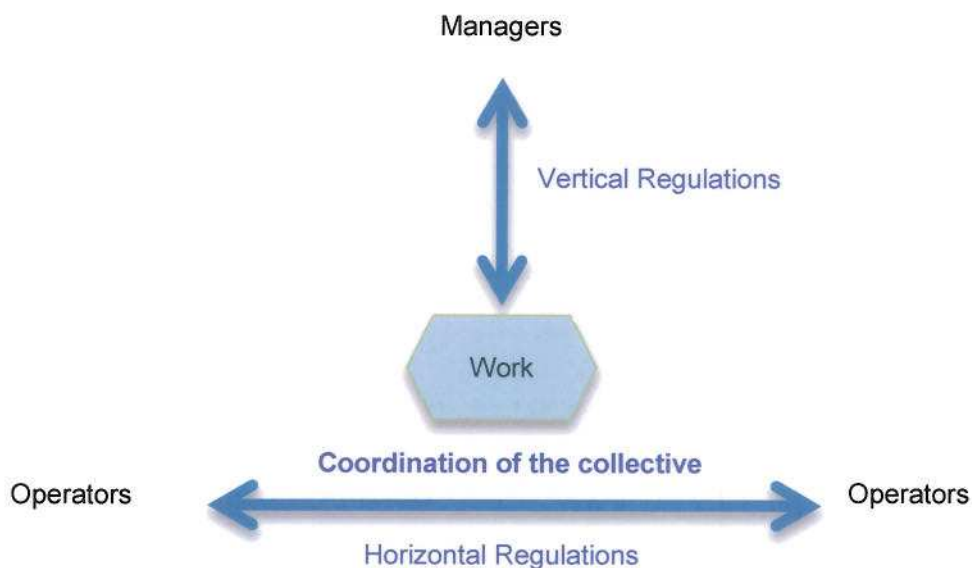 Managers
Vertical Regulations
Work
Coordination of the collective
Operators
Operators
Horizontal Regulations